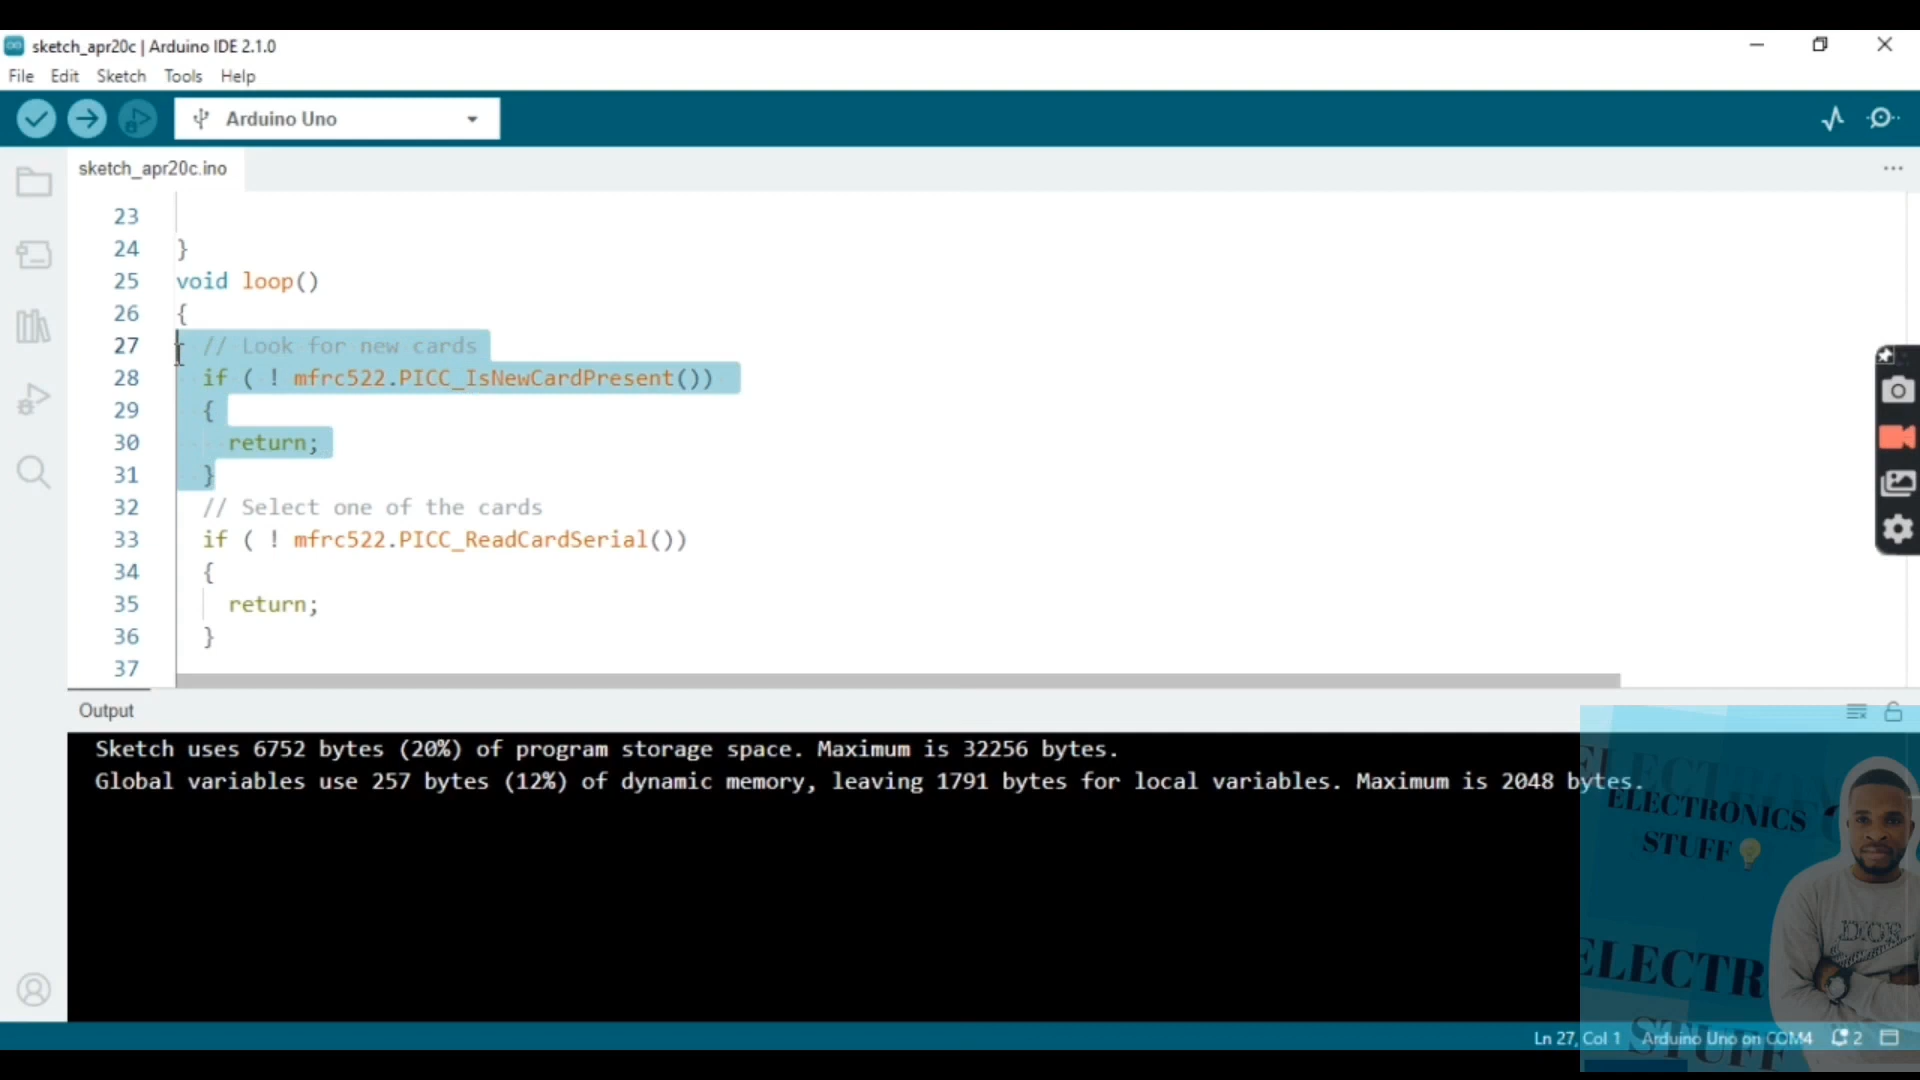 sketch_apr20c | Arduino IDE 2.1.0
File Edit Sketch Tools Help
Arduino Uno
sketch_apr20c.ino
23
24 }
25 void loop()
26 {
27 // Look for new cards
28 if ( ! mfrc522.PICC_IsNewCardPresent())
29 {
30 return;
31 }
32 // Select one of the cards
33 if ( ! mfrc522.PICC_ReadCardSerial())
34 {
35 return;
36 }
37
Output
Sketch uses 6752 bytes (20%) of program storage space. Maximum is 32256 bytes.
Global variables use 257 bytes (12%) of dynamic memory, leaving 1791 bytes for local variables. Maximum is 2048 bytes.
ELECTRONICS
STUFF
ELECTR
STUFF
Ln 27, Col 1 Arduino Uno on COM4 2